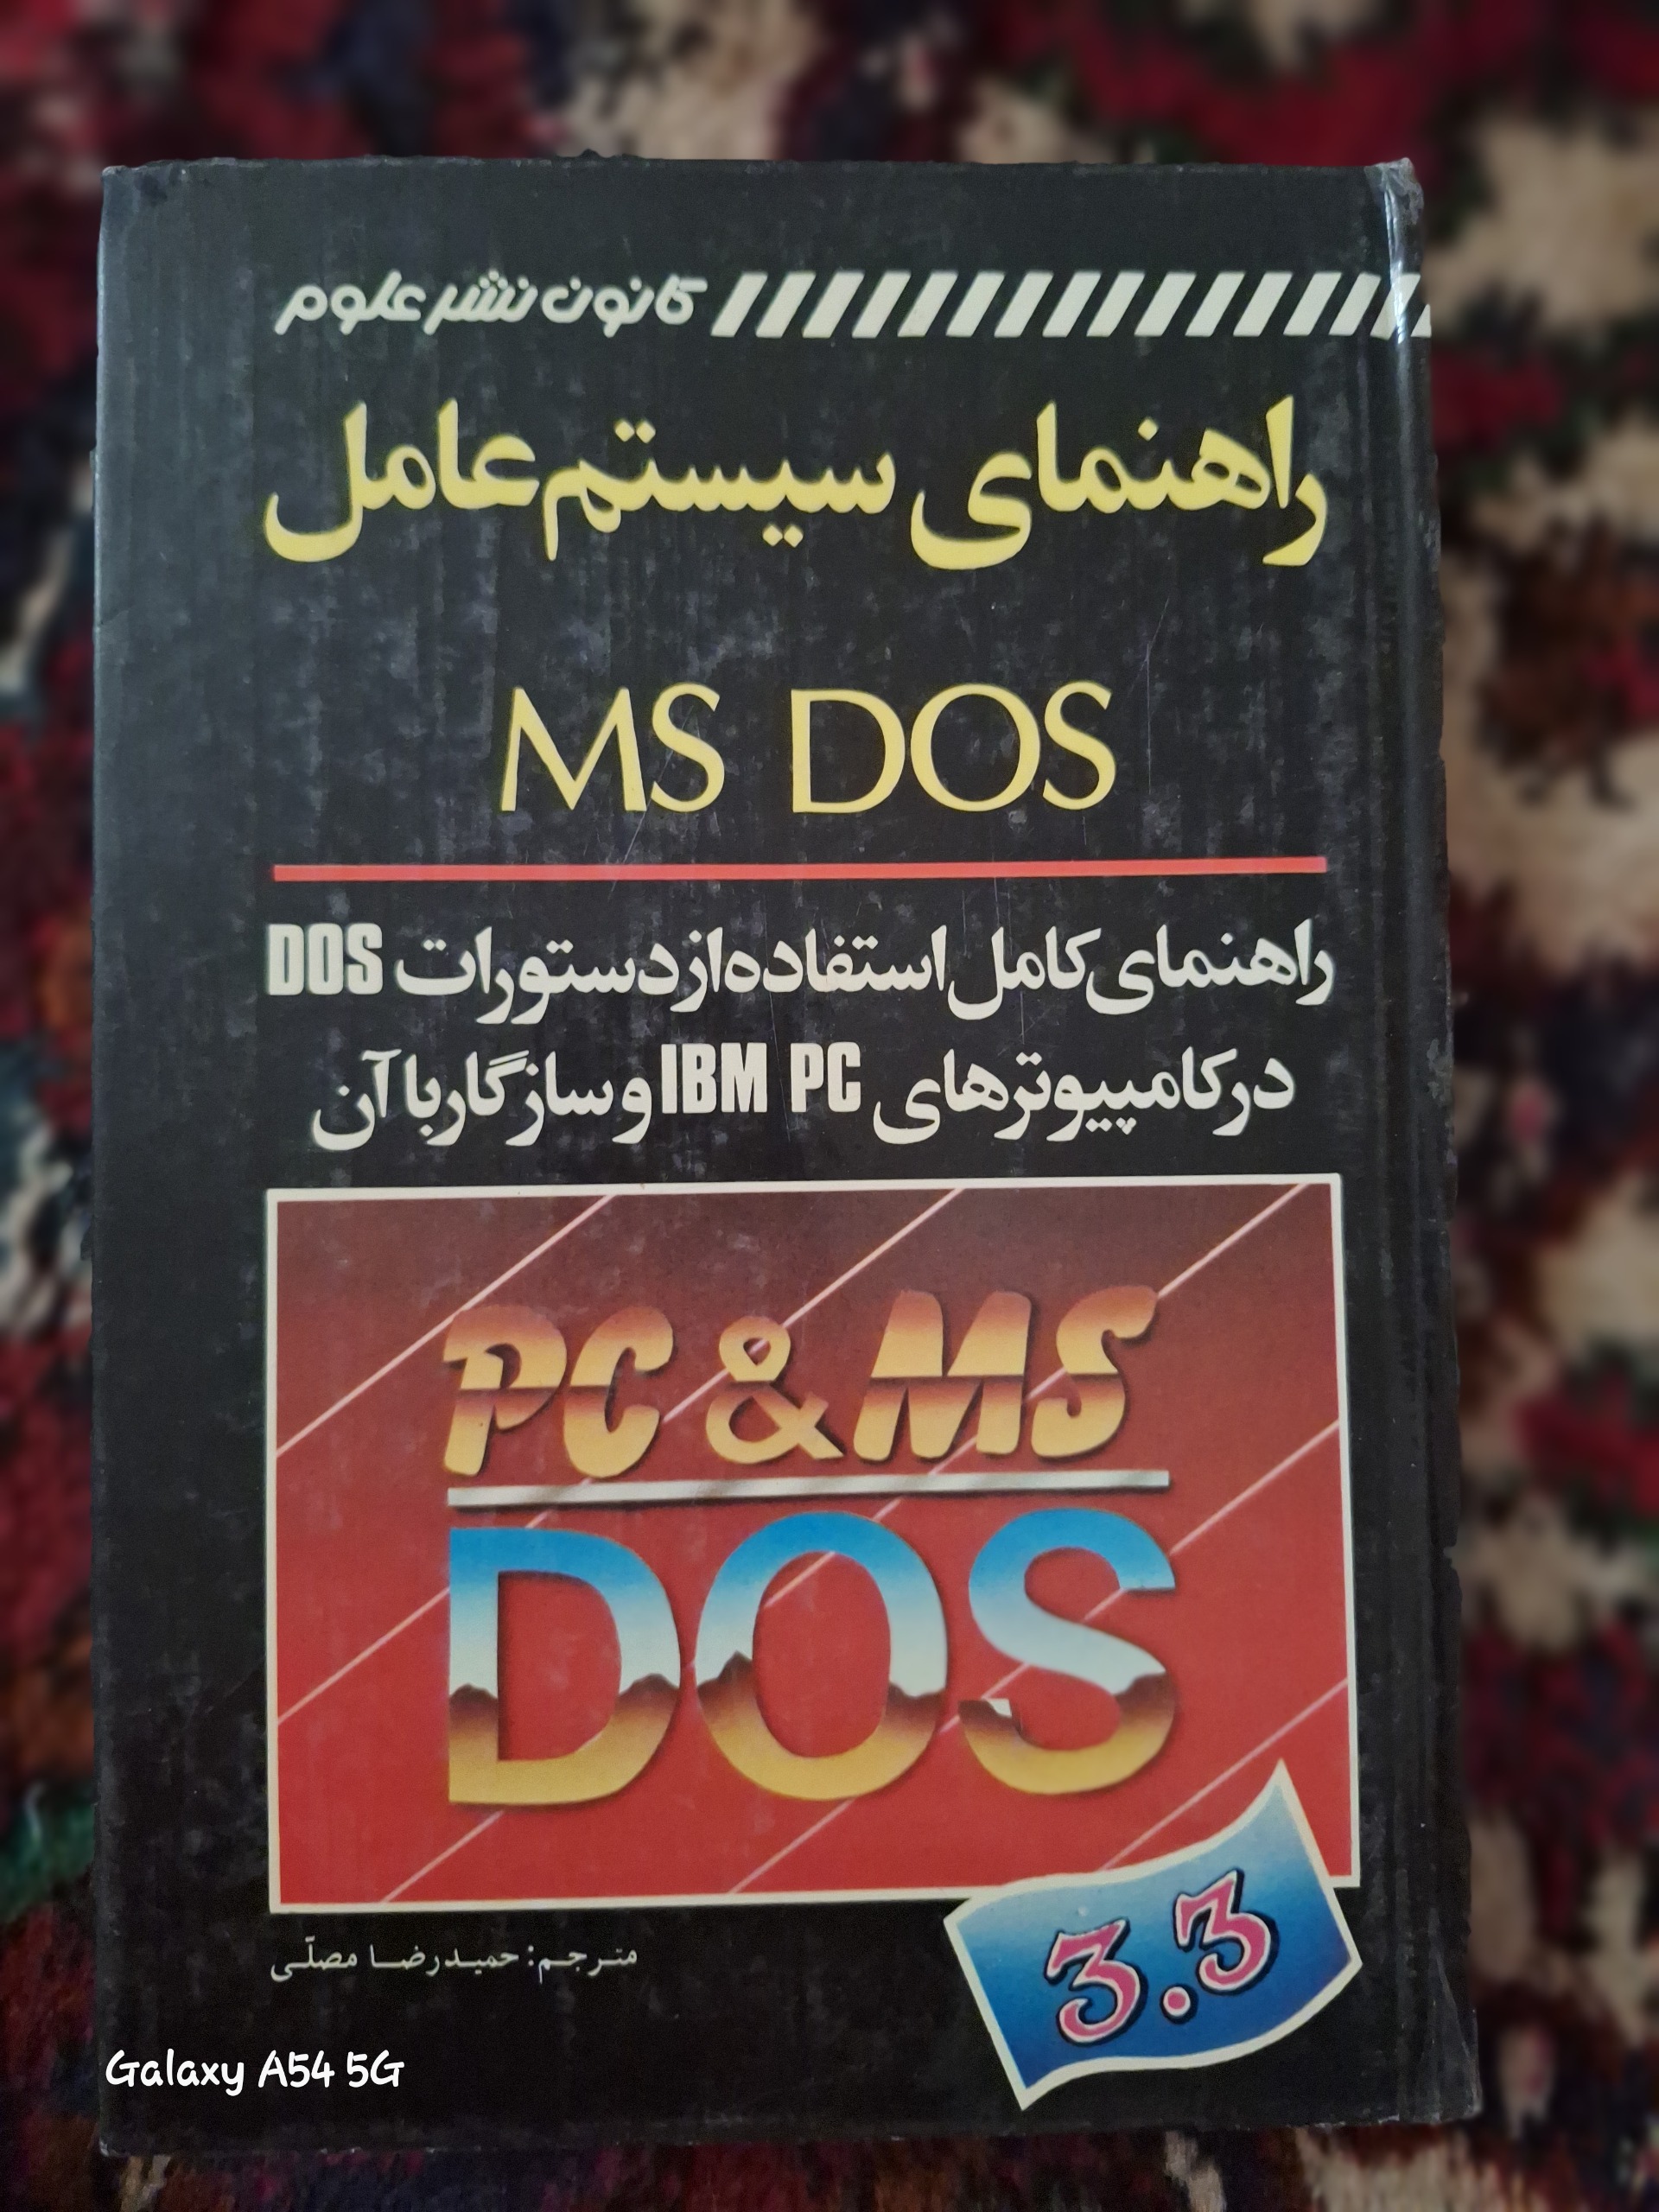 کانون نشر علوم
راهنمای سیستم عامل
MS DOS
راهنمای کامل استفاده از دستورات DOS
در کامپیوترهای IBM PC و سازگار با آن
PC & MS
DOS
3.3
مترجم: حمیدرضا مصلّی
Galaxy A54 5G